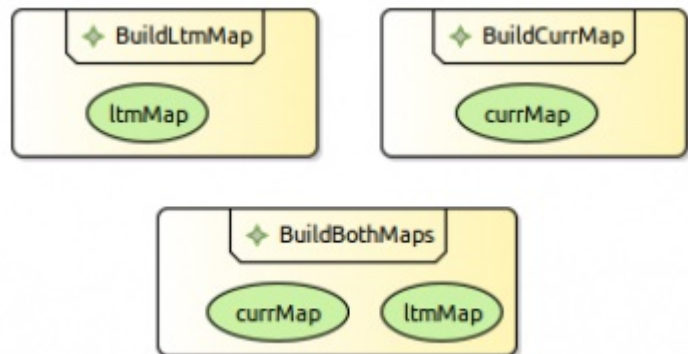 BuildLtmMap
ltmMap
BuildCurrMap
currMap
BuildBothMaps
currMap
ltmMap